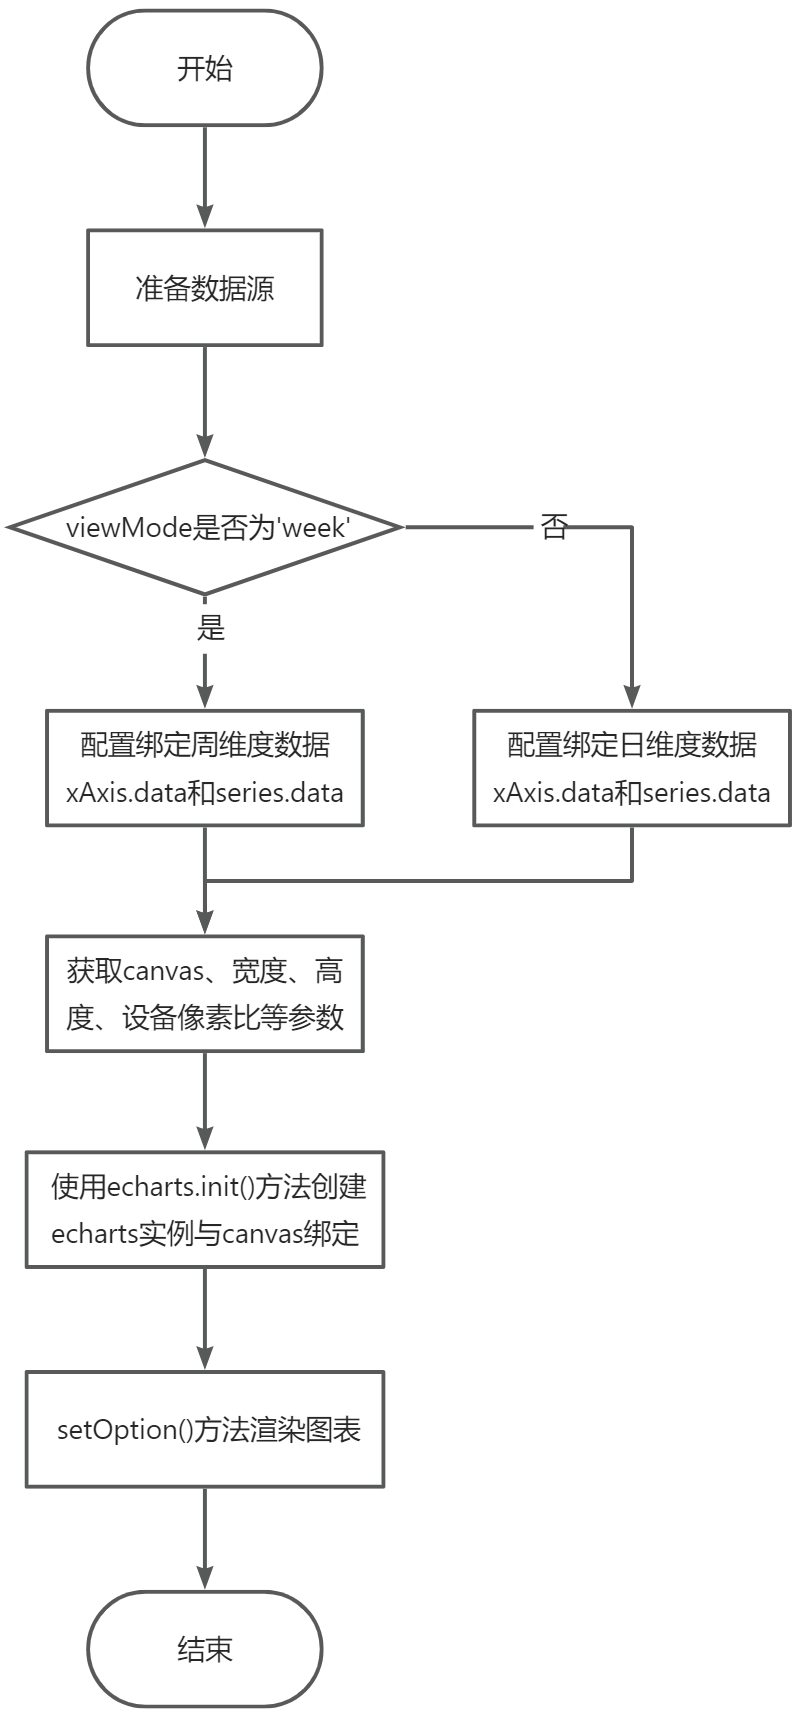 开始
准备数据源
viewMode是否为'week'
否
是
配置绑定周维度数据
xAxis.data和series.data
配置绑定日维度数据
xAxis.data和series.data
获取canvas、宽度、高
度、设备像素比等参数
使用echarts.init()方法创建
echarts实例与canvas绑定
setOption()方法渲染图表
结束